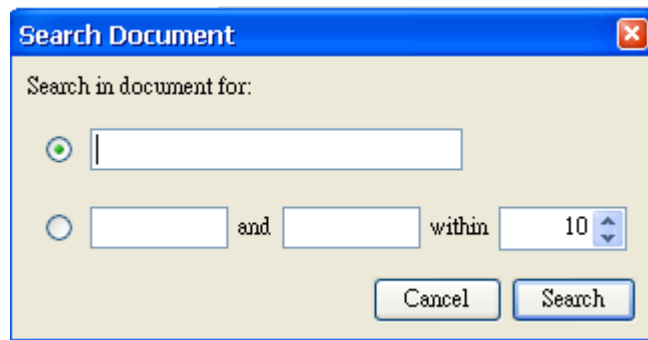 Search Document
Search in document for:
and within 10
Cancel Search